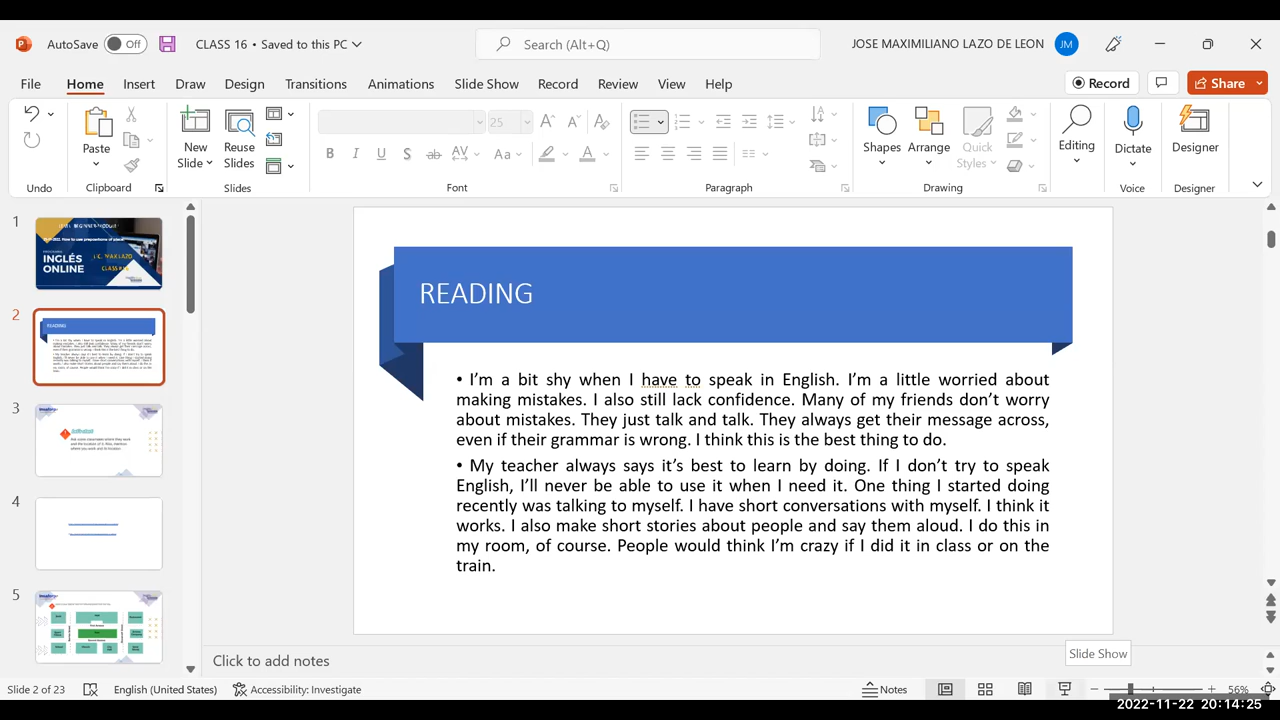 AutoSave Off CLASS 16 • Saved to this PC Search (Alt+Q) JOSE MAXIMILIANO LAZO DE LEON JM
File Home Insert Draw Design Transitions Animations Slide Show Record Review View Help Record Share
Paste New Slide Reuse Slides Shapes Arrange Quick Styles Editing Dictate Designer
B I U S ab AV Aa A
Undo Clipboard Slides Font Paragraph Drawing Voice Designer
1
INGLÉS
ONLINE
2
READING
3
4
5
READING
• I’m a bit shy when I have to speak in English. I’m a little worried about
making mistakes. I also still lack confidence. Many of my friends don’t worry
about mistakes. They just talk and talk. They always get their message across,
even if their grammar is wrong. I think this is the best thing to do.
• My teacher always says it’s best to learn by doing. If I don’t try to speak
English, I’ll never be able to use it when I need it. One thing I started doing
recently was talking to myself. I have short conversations with myself. I think it
works. I also make short stories about people and say them aloud. I do this in
my room, of course. People would think I’m crazy if I did it in class or on the
train.
Slide Show
Click to add notes
Slide 2 of 23 English (United States) Accessibility: Investigate Notes 56%
2022-11-22 20:14:25